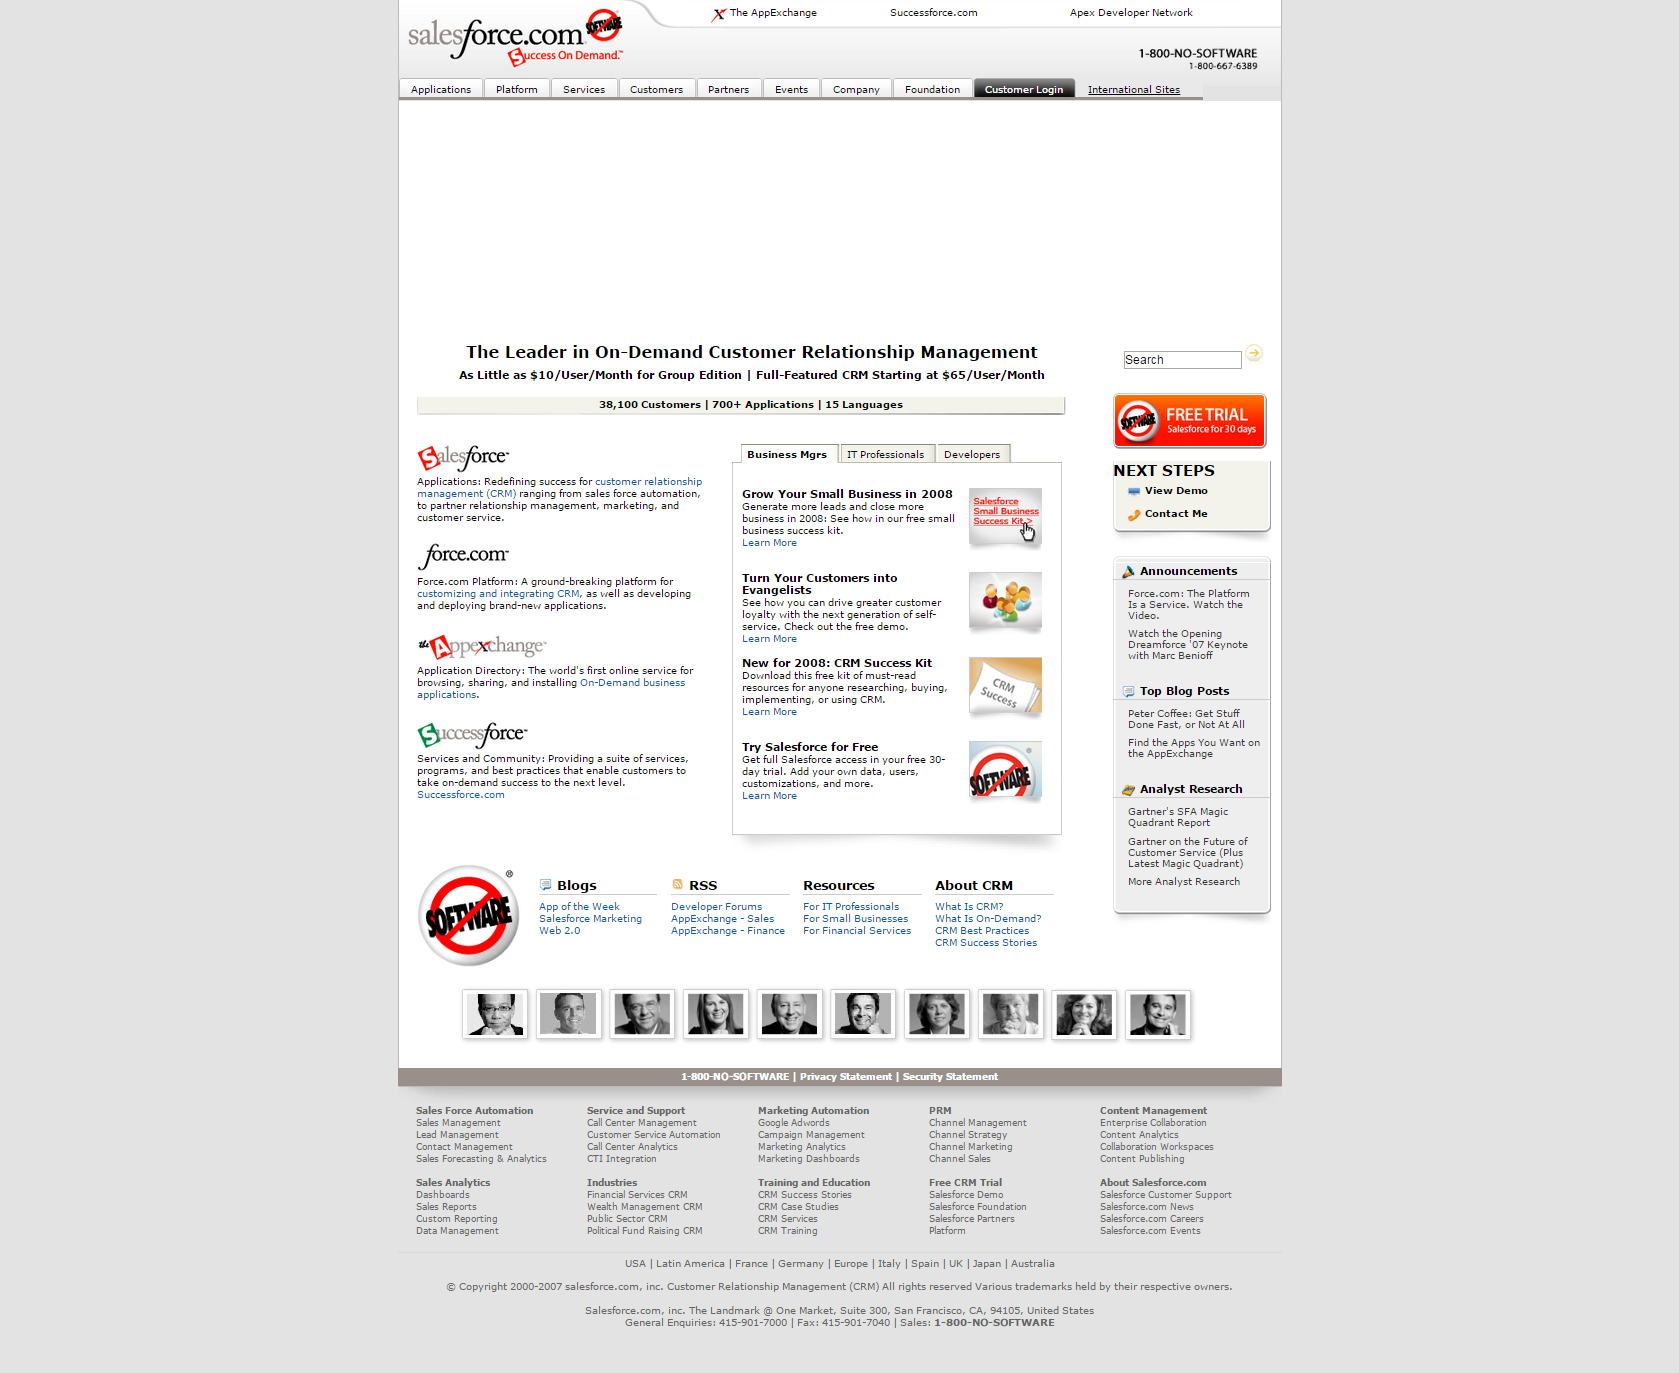 salesforce.com
SOFTWARE
Success On Demand.™
The AppExchange
Successforce.com
Apex Developer Network
1-800-NO-SOFTWARE
1-800-667-6389
Applications
Platform
Services
Customers
Partners
Events
Company
Foundation
Customer Login
International Sites
The Leader in On-Demand Customer Relationship Management
As Little as $10/User/Month for Group Edition | Full-Featured CRM Starting at $65/User/Month
38,100 Customers | 700+ Applications | 15 Languages
Search
Salesforce
Applications: Redefining success for customer relationship
management (CRM) ranging from sales force automation,
to partner relationship management, marketing, and
customer service.
force.com
Force.com Platform: A ground-breaking platform for
customizing and integrating CRM, as well as developing
and deploying brand-new applications.
the Appexchange
Application Directory: The world's first online service for
browsing, sharing, and installing On-Demand business
applications.
Successforce
Services and Community: Providing a suite of services,
programs, and best practices that enable customers to
take on-demand success to the next level.
Successforce.com
Business Mgrs
IT Professionals
Developers
Grow Your Small Business in 2008
Generate more leads and close more
business in 2008: See how in our free small
business success kit.
Learn More
Salesforce
Small Business
Success Kit >
Turn Your Customers into
Evangelists
See how you can drive greater customer
loyalty with the next generation of self-
service. Check out the free demo.
Learn More
New for 2008: CRM Success Kit
Download this free kit of must-read
resources for anyone researching, buying,
implementing, or using CRM.
Learn More
CRM
Success
Try Salesforce for Free
Get full Salesforce access in your free 30-
day trial. Add your own data, users,
customizations, and more.
Learn More
SOFTWARE
SOFTWARE
FREE TRIAL
Salesforce for 30 days
NEXT STEPS
View Demo
Contact Me
Announcements
Force.com: The Platform
Is a Service. Watch the
Video.
Watch the Opening
Dreamforce '07 Keynote
with Marc Benioff
Top Blog Posts
Peter Coffee: Get Stuff
Done Fast, or Not At All
Find the Apps You Want on
the AppExchange
Analyst Research
Gartner's SFA Magic
Quadrant Report
Gartner on the Future of
Customer Service (Plus
Latest Magic Quadrant)
More Analyst Research
SOFTWARE
®
Blogs
App of the Week
Salesforce Marketing
Web 2.0
RSS
Developer Forums
AppExchange - Sales
AppExchange - Finance
Resources
For IT Professionals
For Small Businesses
For Financial Services
About CRM
What Is CRM?
What Is On-Demand?
CRM Best Practices
CRM Success Stories
1-800-NO-SOFTWARE | Privacy Statement | Security Statement
Sales Force Automation
Sales Management
Lead Management
Contact Management
Sales Forecasting & Analytics
Service and Support
Call Center Management
Customer Service Automation
Call Center Analytics
CTI Integration
Marketing Automation
Google Adwords
Campaign Management
Marketing Analytics
Marketing Dashboards
PRM
Channel Management
Channel Strategy
Channel Marketing
Channel Sales
Content Management
Enterprise Collaboration
Content Analytics
Collaboration Workspaces
Content Publishing
Sales Analytics
Dashboards
Sales Reports
Custom Reporting
Data Management
Industries
Financial Services CRM
Wealth Management CRM
Public Sector CRM
Political Fund Raising CRM
Training and Education
CRM Success Stories
CRM Case Studies
CRM Services
CRM Training
Free CRM Trial
Salesforce Demo
Salesforce Foundation
Salesforce Partners
Platform
About Salesforce.com
Salesforce Customer Support
Salesforce.com News
Salesforce.com Careers
Salesforce.com Events
USA | Latin America | France | Germany | Europe | Italy | Spain | UK | Japan | Australia
© Copyright 2000-2007 salesforce.com, inc. Customer Relationship Management (CRM) All rights reserved Various trademarks held by their respective owners.
Salesforce.com, inc. The Landmark @ One Market, Suite 300, San Francisco, CA, 94105, United States
General Enquiries: 415-901-7000 | Fax: 415-901-7040 | Sales: 1-800-NO-SOFTWARE